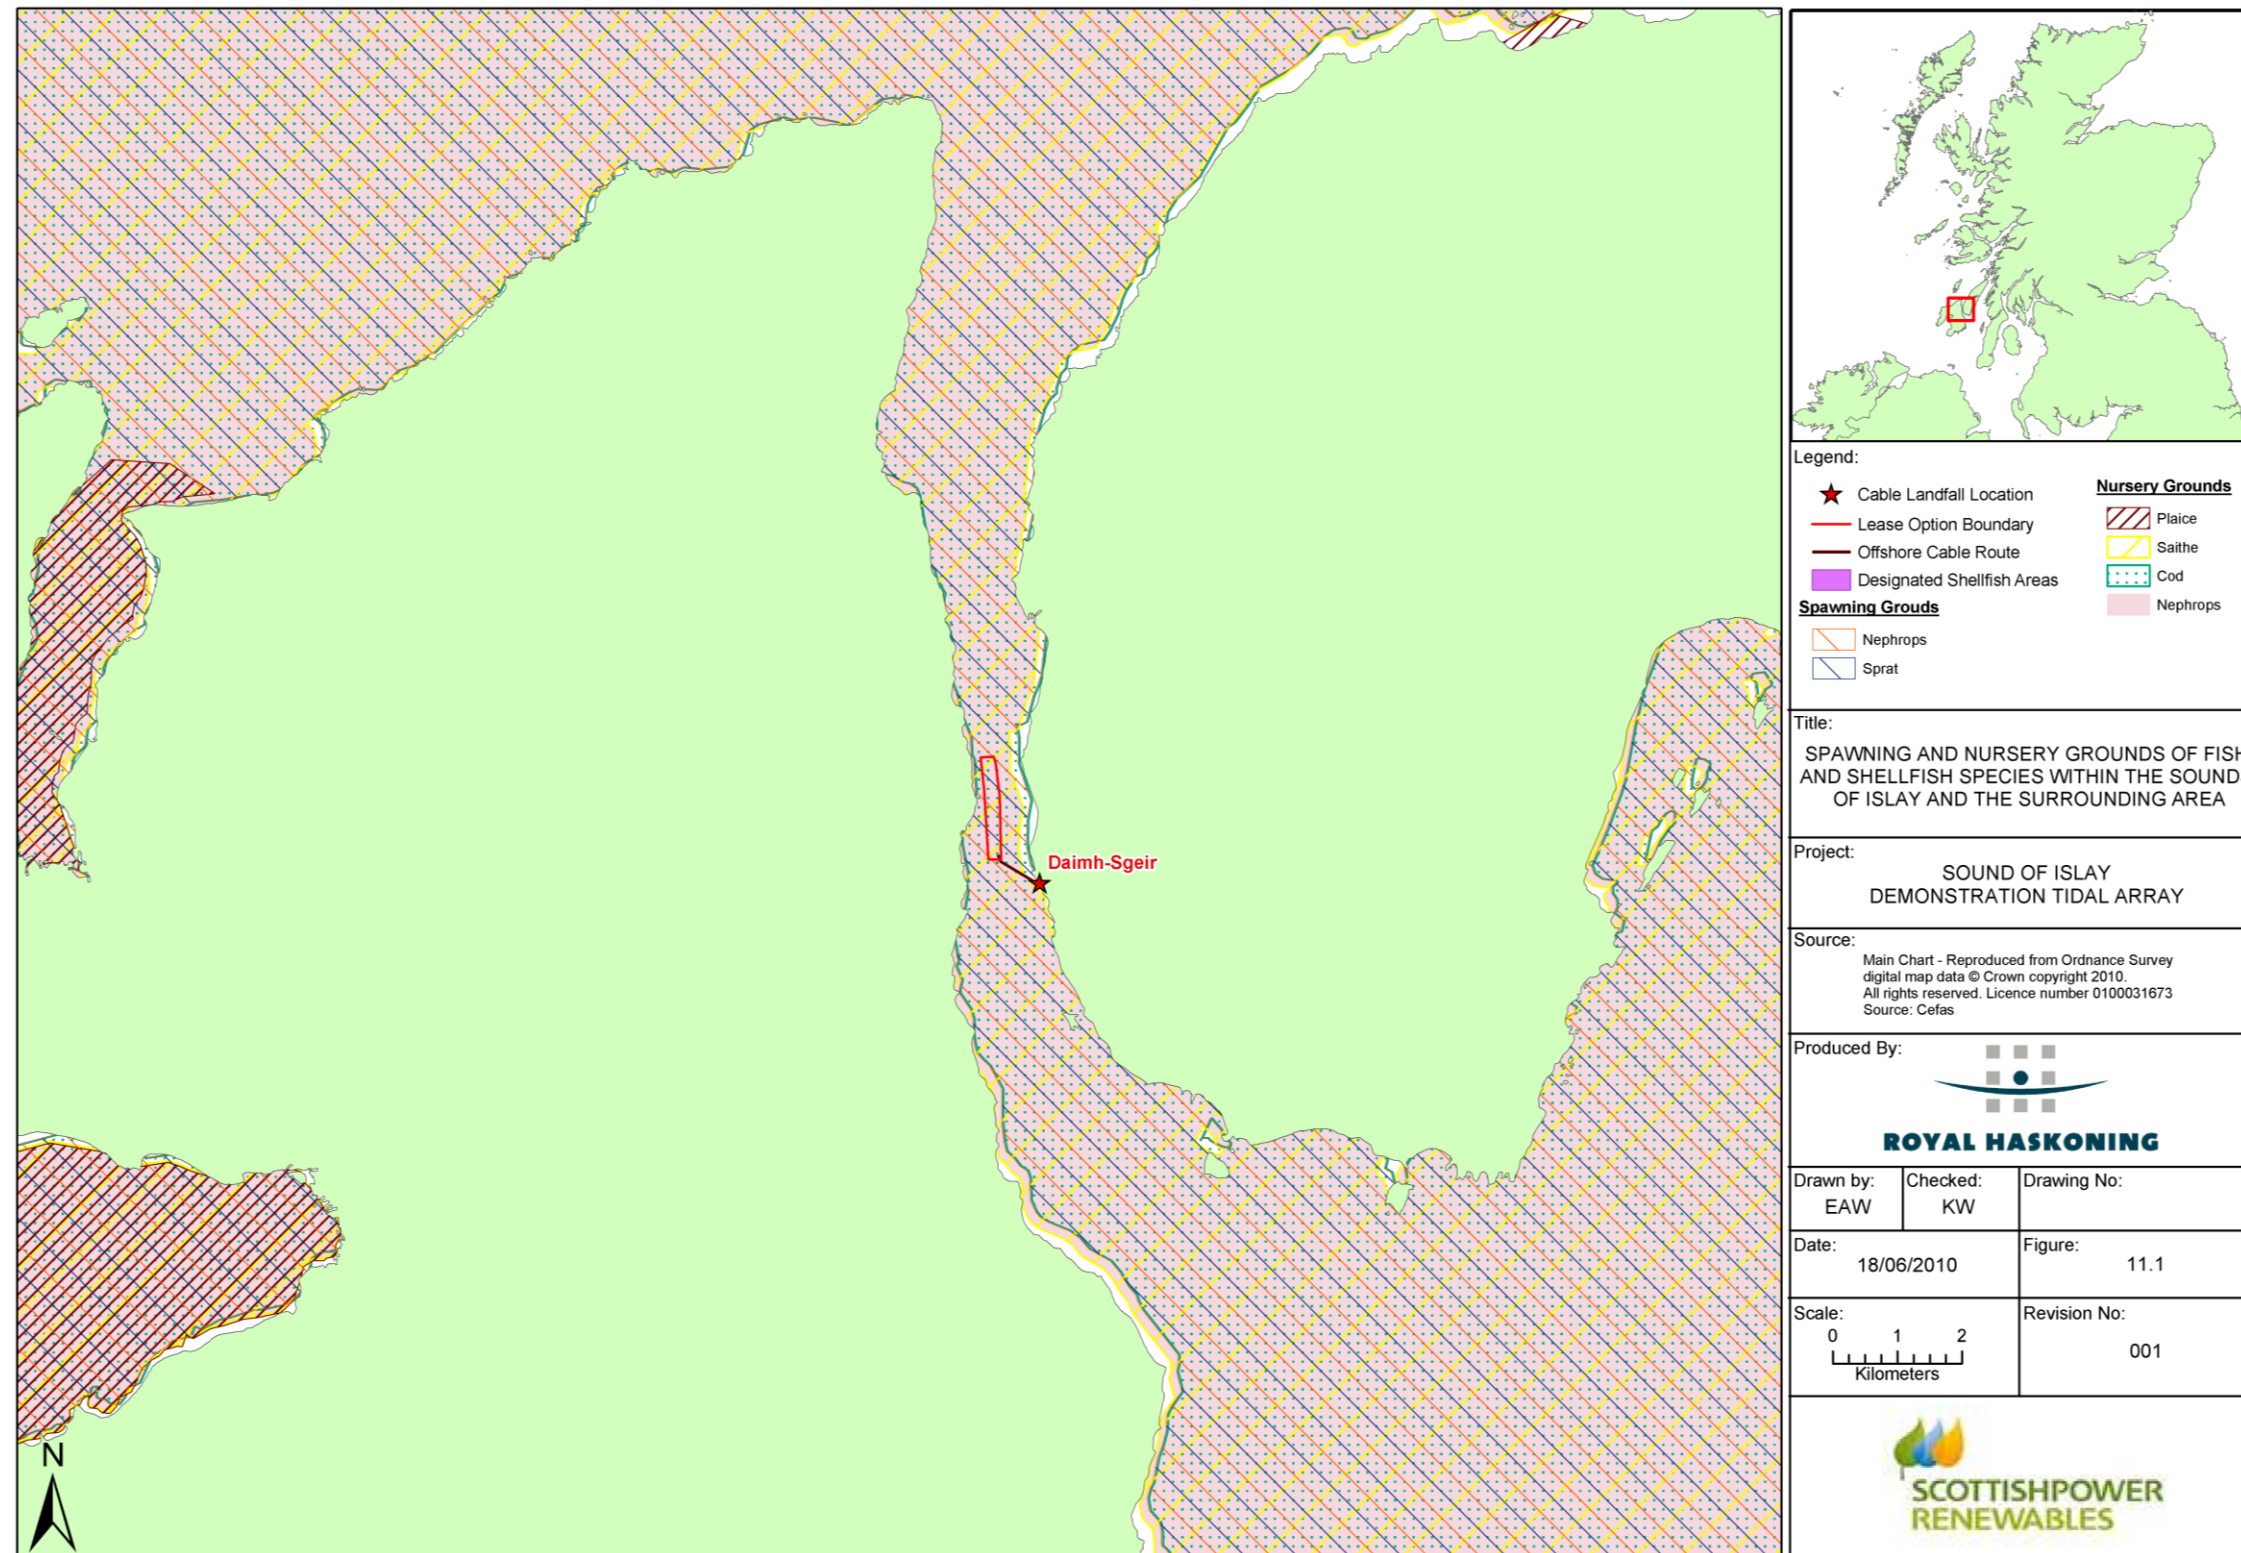 Daimh-Sgeir
N
Legend:
Cable Landfall Location
Lease Option Boundary
Offshore Cable Route
Designated Shellfish Areas
Spawning Grouds
Nephrops
Sprat
Nursery Grounds
Plaice
Saithe
Cod
Nephrops
Title:
SPAWNING AND NURSERY GROUNDS OF FISH
AND SHELLFISH SPECIES WITHIN THE SOUND
OF ISLAY AND THE SURROUNDING AREA
Project:
SOUND OF ISLAY
DEMONSTRATION TIDAL ARRAY
Source:
Main Chart - Reproduced from Ordnance Survey
digital map data © Crown copyright 2010.
All rights reserved. Licence number 0100031673
Source: Cefas
Produced By:
ROYAL HASKONING
Drawn by:
EAW
Checked:
KW
Drawing No:
Date:
18/06/2010
Figure:
11.1
Scale:
0 1 2
Kilometers
Revision No:
001
SCOTTISHPOWER
RENEWABLES